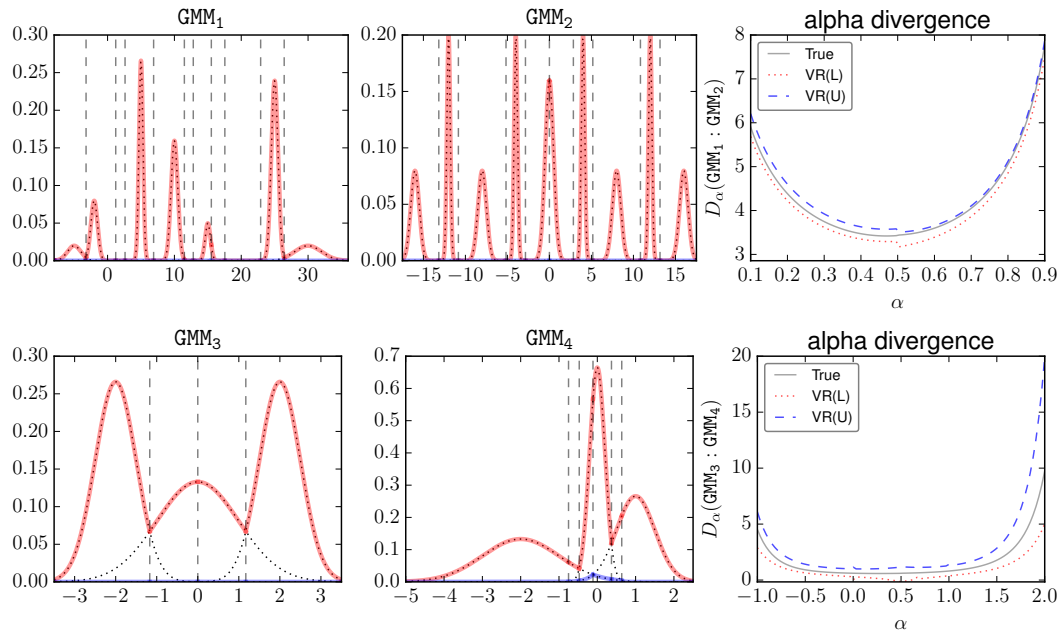 GMM₁
0.30
0.25
0.20
0.15
0.10
0.05
0.00
0 10 20 30
GMM₂
0.20
0.15
0.10
0.05
0.00
−15 −10 −5 0 5 10 15
alpha divergence
8
7
6
5
4
3
Dα(GMM₁ : GMM₂)
True
VR(L)
VR(U)
0.1 0.2 0.3 0.4 0.5 0.6 0.7 0.8 0.9
α
GMM₃
0.30
0.25
0.20
0.15
0.10
0.05
0.00
−3 −2 −1 0 1 2 3
GMM₄
0.7
0.6
0.5
0.4
0.3
0.2
0.1
0.0
−5 −4 −3 −2 −1 0 1 2
alpha divergence
20
15
10
5
0
Dα(GMM₃ : GMM₄)
True
VR(L)
VR(U)
−1.0 −0.5 0.0 0.5 1.0 1.5 2.0
α